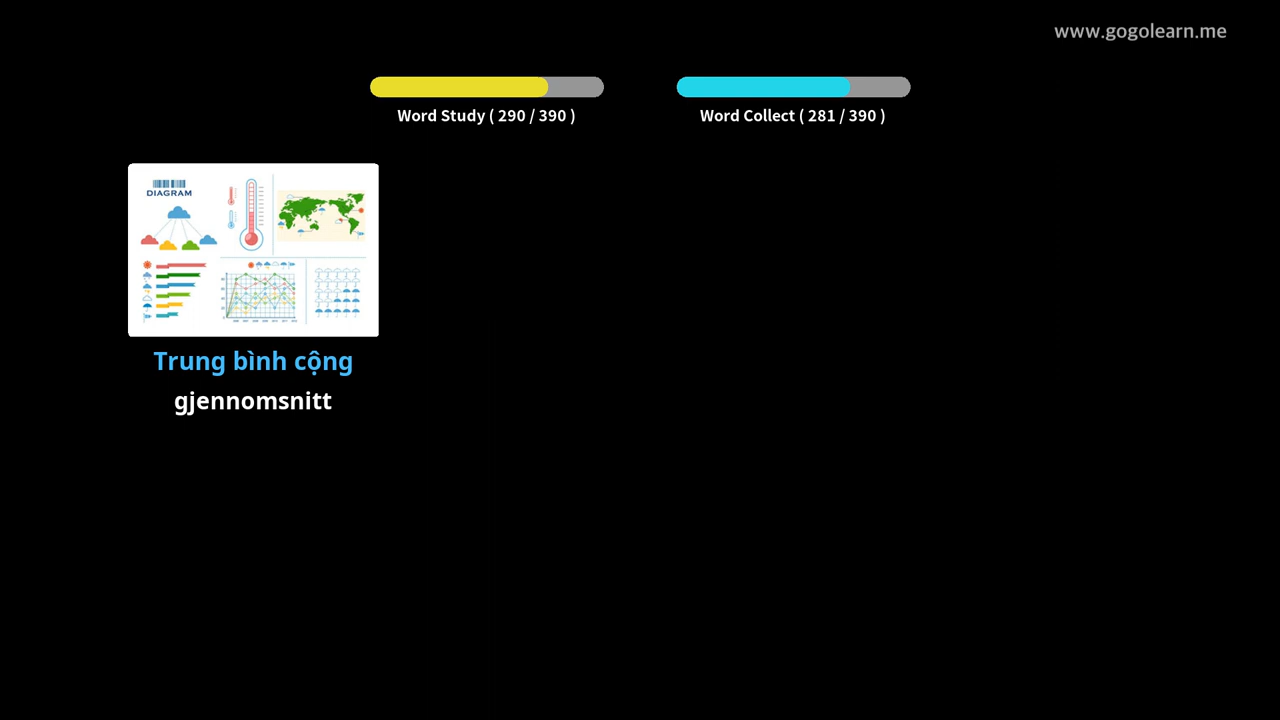 www.gogolearn.me
Word Study ( 290 / 390 )
Word Collect ( 281 / 390 )
DIAGRAM
Trung bình cộng
gjennomsnitt